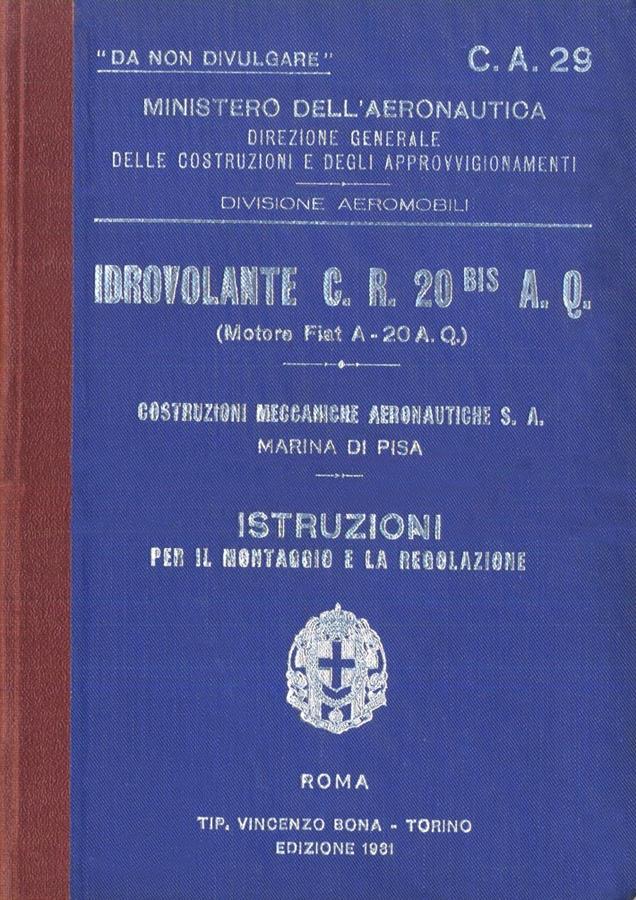 "DA NON DIVULGARE"
C. A. 29
MINISTERO DELL'AERONAUTICA
DIREZIONE GENERALE
DELLE COSTRUZIONI E DEGLI APPROVVIGIONAMENTI
DIVISIONE AEROMOBILI
IDROVOLANTE C. R. 20 BIS A. Q.
(Motore Fiat A - 20 A. Q.)
COSTRUZIONI MECCANICHE AERONAUTICHE S. A.
MARINA DI PISA
ISTRUZIONI
PER IL MONTAGGIO E LA REGOLAZIONE
ROMA
TIP. VINCENZO BONA - TORINO
EDIZIONE 1931